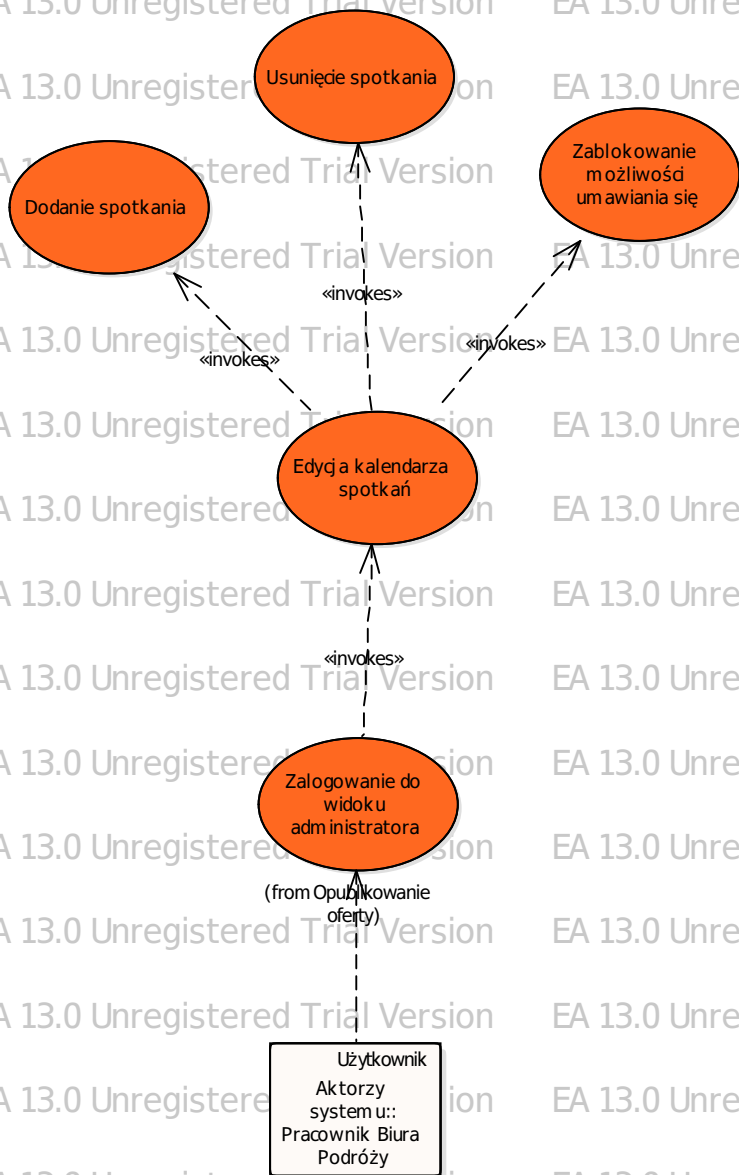 Usunięcie spotkania
Zablokowanie
możliwości
umawiania się
Dodanie spotkania
«invokes»
«invokes»
«invokes»
Edycja kalendarza
spotkań
«invokes»
Zalogowanie do
widoku
administratora
(from Opublikowanie
oferty)
Użytkownik
Aktorzy
systemu::
Pracownik Biura
Podróży
EA 13.0 Unregistered Trial Version